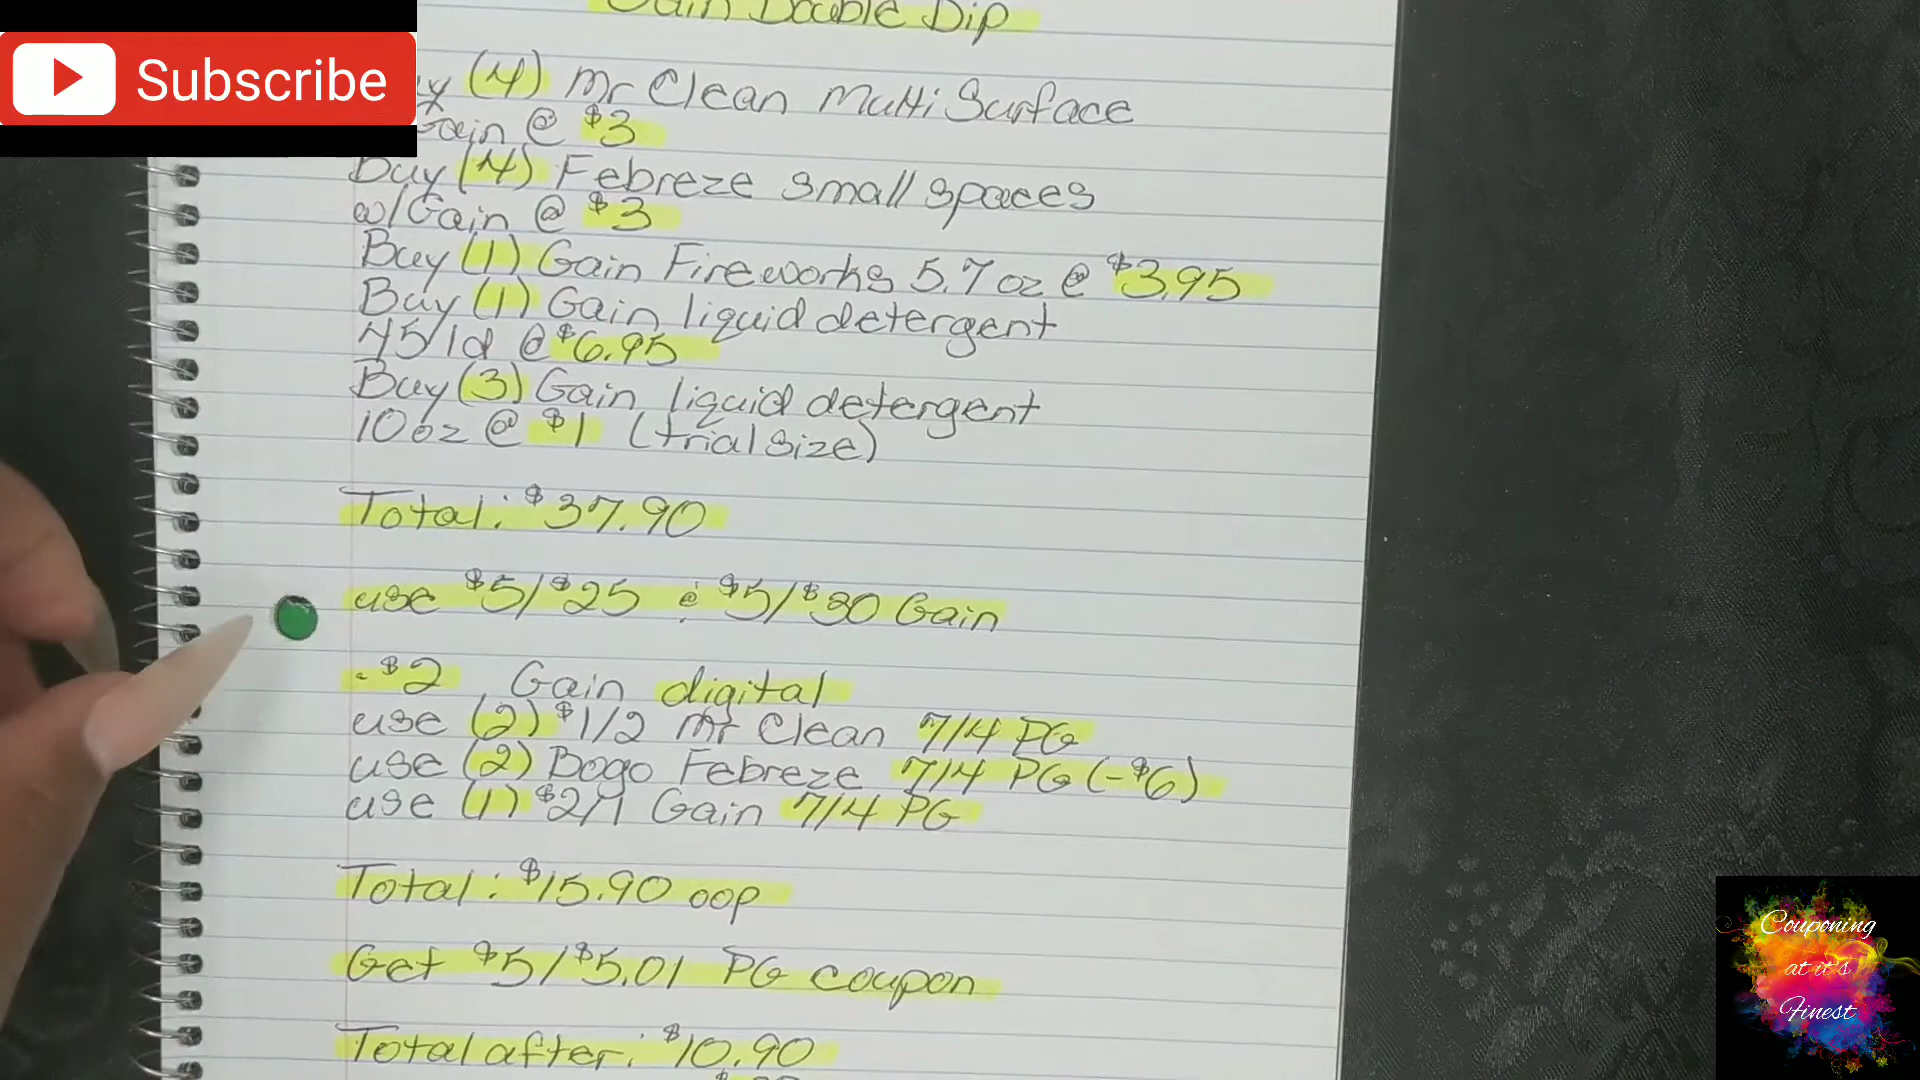 Gain Double Dip
Subscribe
(4) Mr Clean Multi Surface
Gain @ $3
Buy (4) Febreze small spaces
w/Gain @ $3
Buy (1) Gain Fireworks 5.7 oz @ $3.95
Buy (1) Gain liquid detergent
45/ld @ $6.95
Buy (3) Gain liquid detergent
10oz @ $1 (trial size)
Total: $37.90
use $5/$25 & $5/$30 Gain
-$2 Gain digital
use (2) $1/2 Mr Clean 7/4 PG
use (2) Bogo Febreze 7/4 PG (-$6)
use (1) $2/1 Gain 7/4 PG
Total: $15.90 oop
Get $5/$5.01 PG coupon
Total after: $10.90
Couponing
at it's
Finest